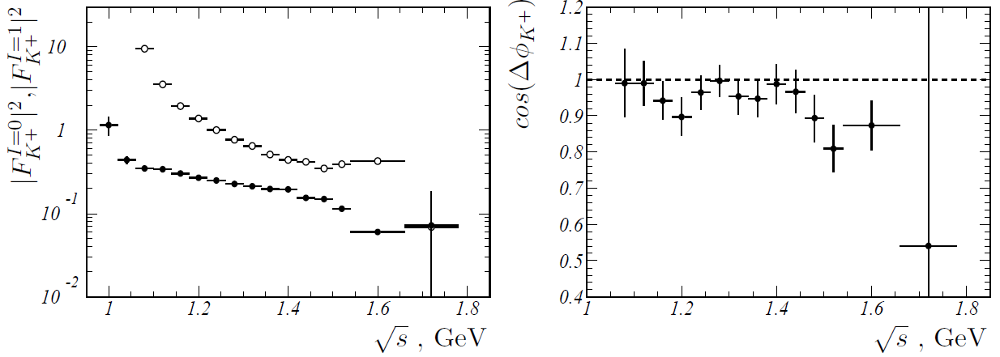 |F_{K^+}^{I=0}|^2, |F_{K^+}^{I=1}|^2
10
1
10^{-1}
10^{-2}
1 1.2 1.4 1.6 1.8
√s , GeV
cos(Δϕ_{K^+})
1.2
1.1
1
0.9
0.8
0.7
0.6
0.5
0.4
1 1.2 1.4 1.6 1.8
√s , GeV